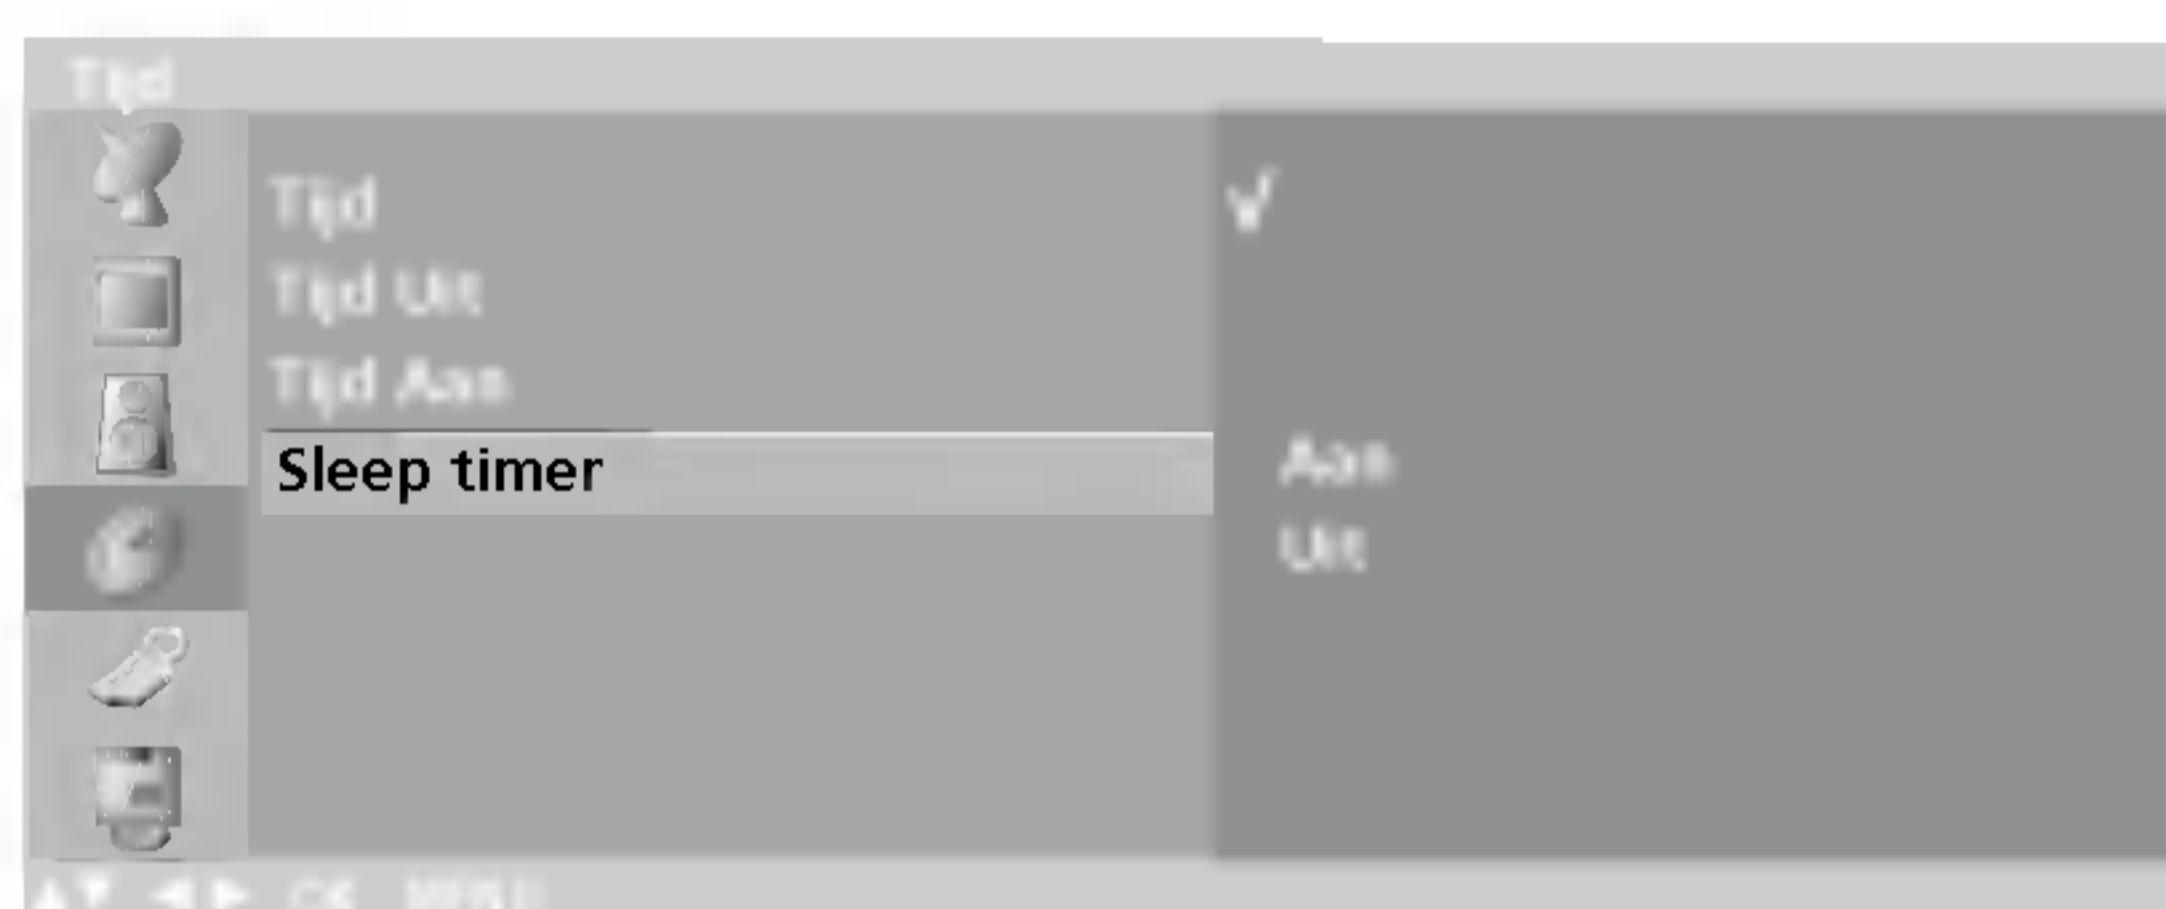 Tijd
Tijd √
Tijd Uit
Tijd Aan
Sleep timer Aan
Uit
▲▼ ◀▶ OK MENU